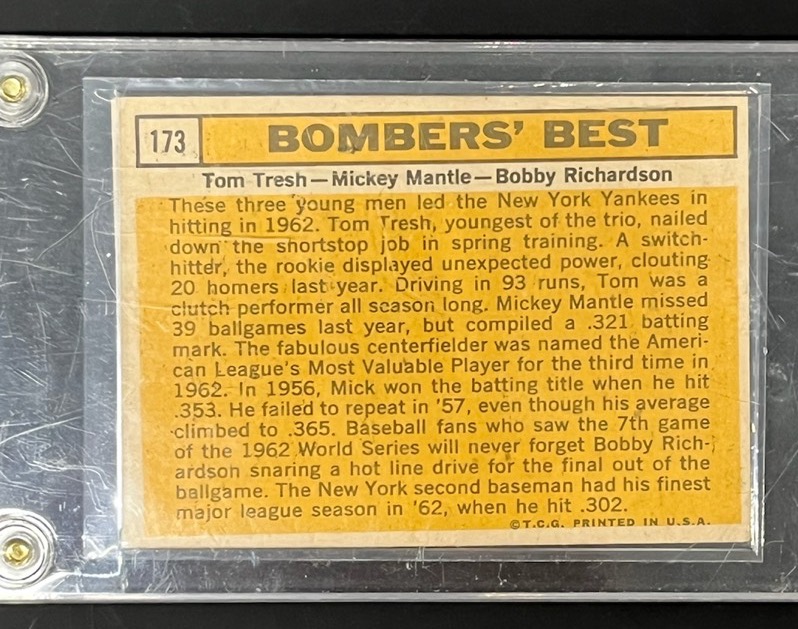 173
BOMBERS' BEST
Tom Tresh—Mickey Mantle—Bobby Richardson
These three young men led the New York Yankees in
hitting in 1962. Tom Tresh, youngest of the trio, nailed
down the shortstop job in spring training. A switch-
hitter, the rookie displayed unexpected power, clouting
20 homers last year. Driving in 93 runs, Tom was a
clutch performer all season long. Mickey Mantle missed
39 ballgames last year, but compiled a .321 batting
mark. The fabulous centerfielder was named the Ameri-
can League's Most Valuable Player for the third time in
1962. In 1956, Mick won the batting title when he hit
.353. He failed to repeat in '57, even though his average
climbed to .365. Baseball fans who saw the 7th game
of the 1962 World Series will never forget Bobby Rich-
ardson snaring a hot line drive for the final out of the
ballgame. The New York second baseman had his finest
major league season in '62, when he hit .302.
©T.C.G. PRINTED IN U.S.A.